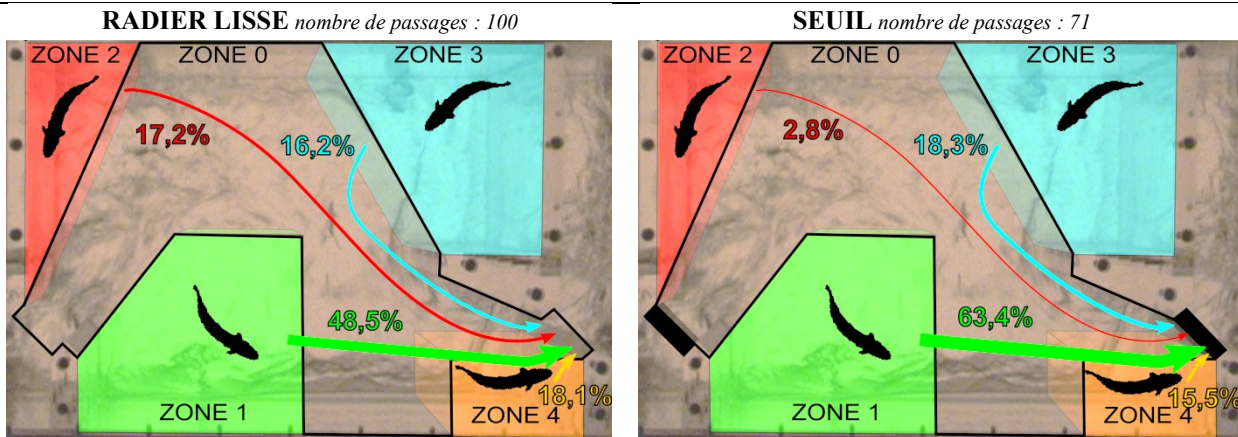 RADIER LISSE nombre de passages : 100
ZONE 2
ZONE 0
ZONE 3
17,2%
16,2%
48,5%
18,1%
ZONE 1
ZONE 4
SEUIL nombre de passages : 71
ZONE 2
ZONE 0
ZONE 3
2,8%
18,3%
63,4%
15,5%
ZONE 1
ZONE 4